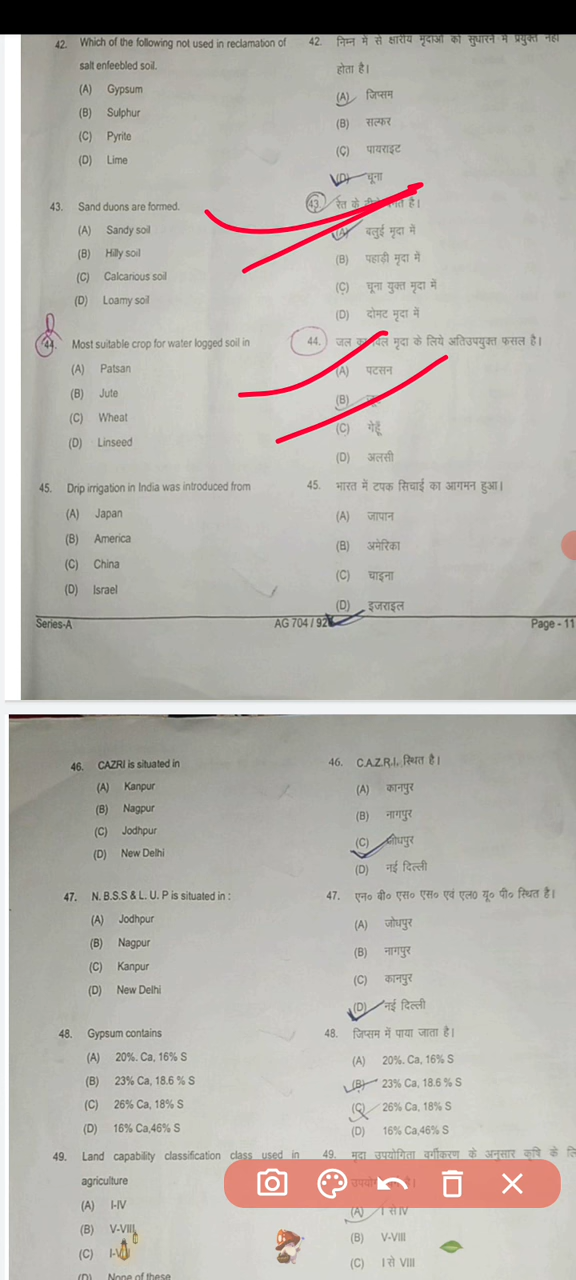 42. Which of the following not used in reclamation of
salt enfeebled soil.
(A) Gypsum
(B) Sulphur
(C) Pyrite
(D) Lime
43. Sand duons are formed.
(A) Sandy soil
(B) Hilly soil
(C) Calcarious soil
(D) Loamy soil
44. Most suitable crop for water logged soil in
(A) Patsan
(B) Jute
(C) Wheat
(D) Linseed
45. Drip irrigation in India was introduced from
(A) Japan
(B) America
(C) China
(D) Israel
42. निम्न में से क्षारीय मृदाओं को सुधारने में प्रयुक्त नहीं
होता है।
(A) जिप्सम
(B) सल्फर
(C) पायराइट
(D) चूना
43. रेत के है।
(A) बलुई मृदा में
(B) पहाड़ी मृदा में
(C) चूना युक्त मृदा में
(D) दोमट मृदा में
44. जल मृदा के लिये अतिउपयुक्त फसल है।
(A) पटसन
(B)
(C) गेहूँ
(D) अलसी
45. भारत में टपक सिचाई का आगमन हुआ।
(A) जापान
(B) अमेरिका
(C) चाइना
(D) इजराइल
Series-A AG 704 / 92 Page - 11
46. CAZRI is situated in
(A) Kanpur
(B) Nagpur
(C) Jodhpur
(D) New Delhi
47. N. B.S.S & L. U. P is situated in :
(A) Jodhpur
(B) Nagpur
(C) Kanpur
(D) New Delhi
48. Gypsum contains
(A) 20%. Ca, 16% S
(B) 23% Ca, 18.6 % S
(C) 26% Ca, 18% S
(D) 16% Ca,46% S
49. Land capability classification class used in
agriculture
(A) I-IV
(B) V-VIII
(C)
(D) None of these
46. C.A.Z.R.I. स्थित है।
(A) कानपुर
(B) नागपुर
(C) जोधपुर
(D) नई दिल्ली
47. एन० बी० एस० एस० एवं एल० यू० पी० स्थित है।
(A) जोधपुर
(B) नागपुर
(C) कानपुर
(D) नई दिल्ली
48. जिप्सम में पाया जाता है।
(A) 20%. Ca, 16% S
(B) 23% Ca, 18.6 % S
(C) 26% Ca, 18% S
(D) 16% Ca,46% S
49. मृदा उपयोगिता वर्गीकरण के अनुसार कृषि के
(A) I से IV
(B) V-VIII
(C) I से VIII